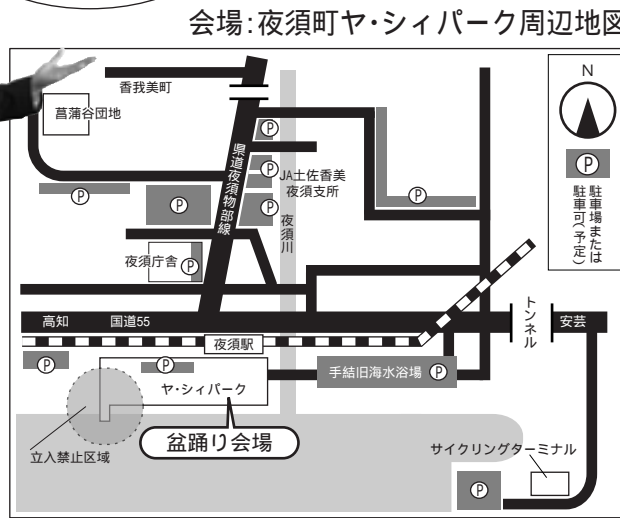 会場:夜須町ヤ・シィパーク周辺地図
香我美町
菖蒲谷団地
N
P
駐車場または
駐車可(予定)
P
P
P
P
P
P
P
県道夜須物部線
JA土佐香美
夜須支所
夜須川
夜須庁舎
P
高知
国道55
トンネル
安芸
夜須駅
P
P
ヤ・シィパーク
手結旧海水浴場
P
盆踊り会場
立入禁止区域
サイクリングターミナル
P